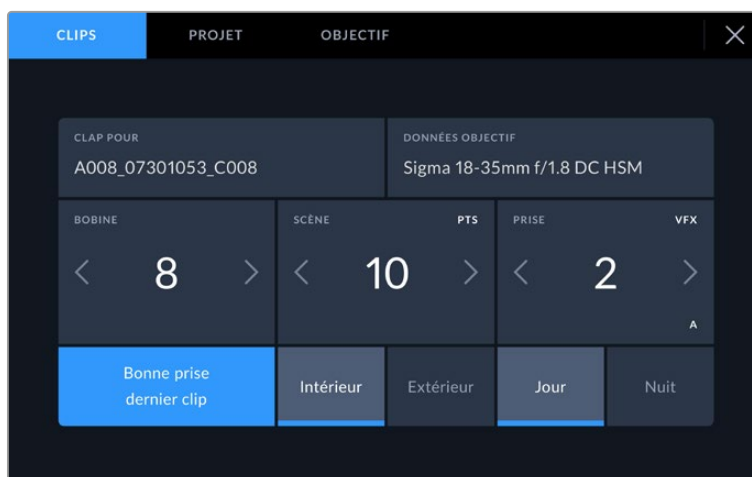 CLIPS PROJET OBJECTIF
CLAP POUR DONNÉES OBJECTIF
A008_07301053_C008 Sigma 18-35mm f/1.8 DC HSM
BOBINE SCÈNE PTS PRISE VFX
8 10 2
A
Bonne prise
dernier clip
Intérieur Extérieur Jour Nuit